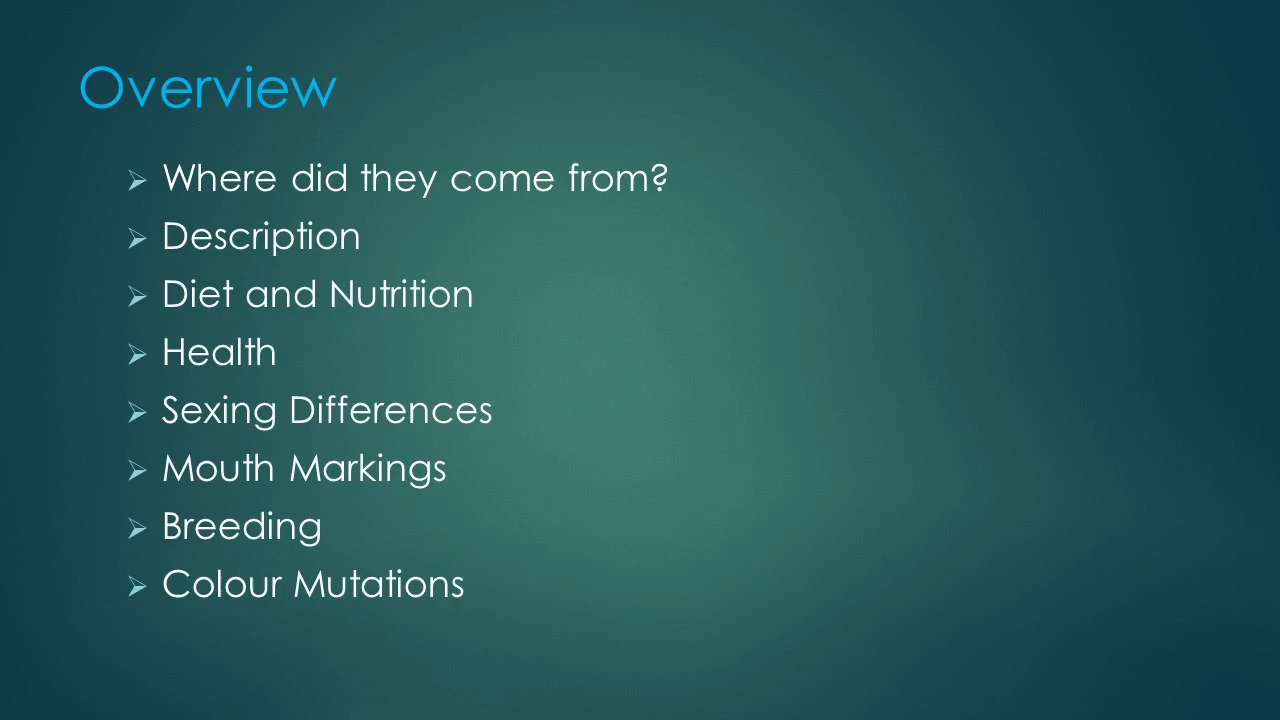 Overview
Where did they come from?
Description
Diet and Nutrition
Health
Sexing Differences
Mouth Markings
Breeding
Colour Mutations